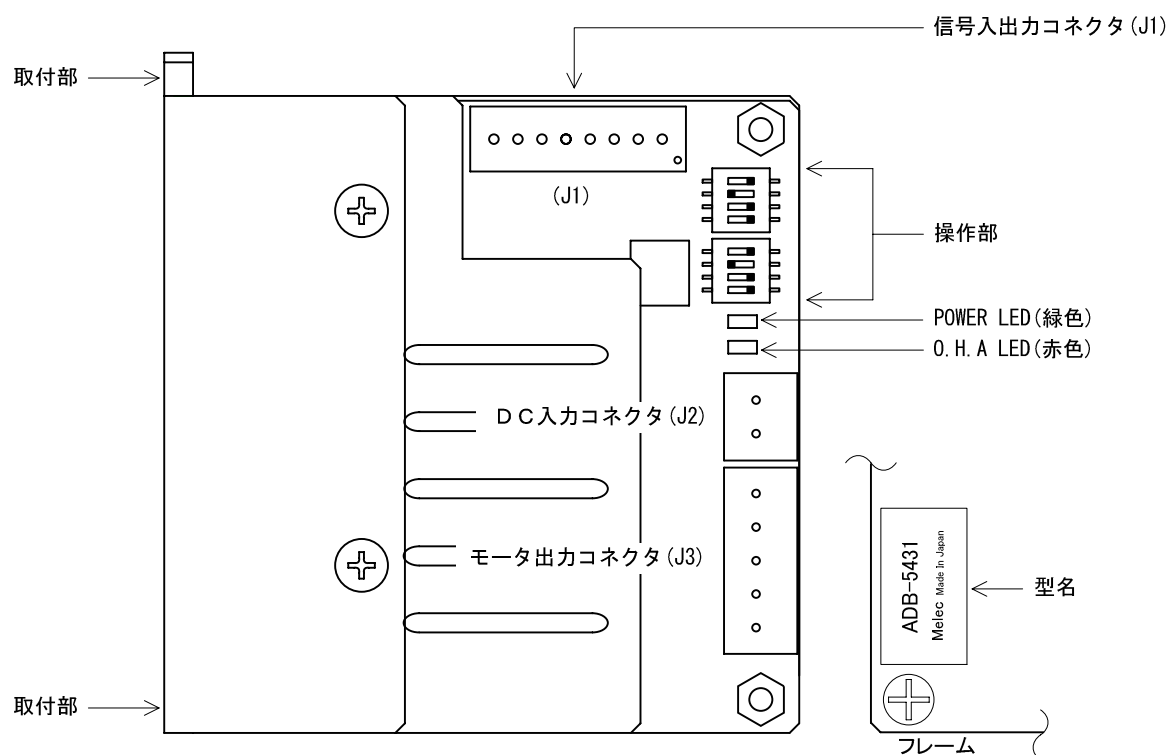 信号入出力コネクタ(J1)
取付部
(J1)
操作部
POWER LED(緑色)
O.H.A LED(赤色)
DC入力コネクタ(J2)
モータ出力コネクタ(J3)
ADB-5431
Melec Made In Japan
型名
取付部
フレーム